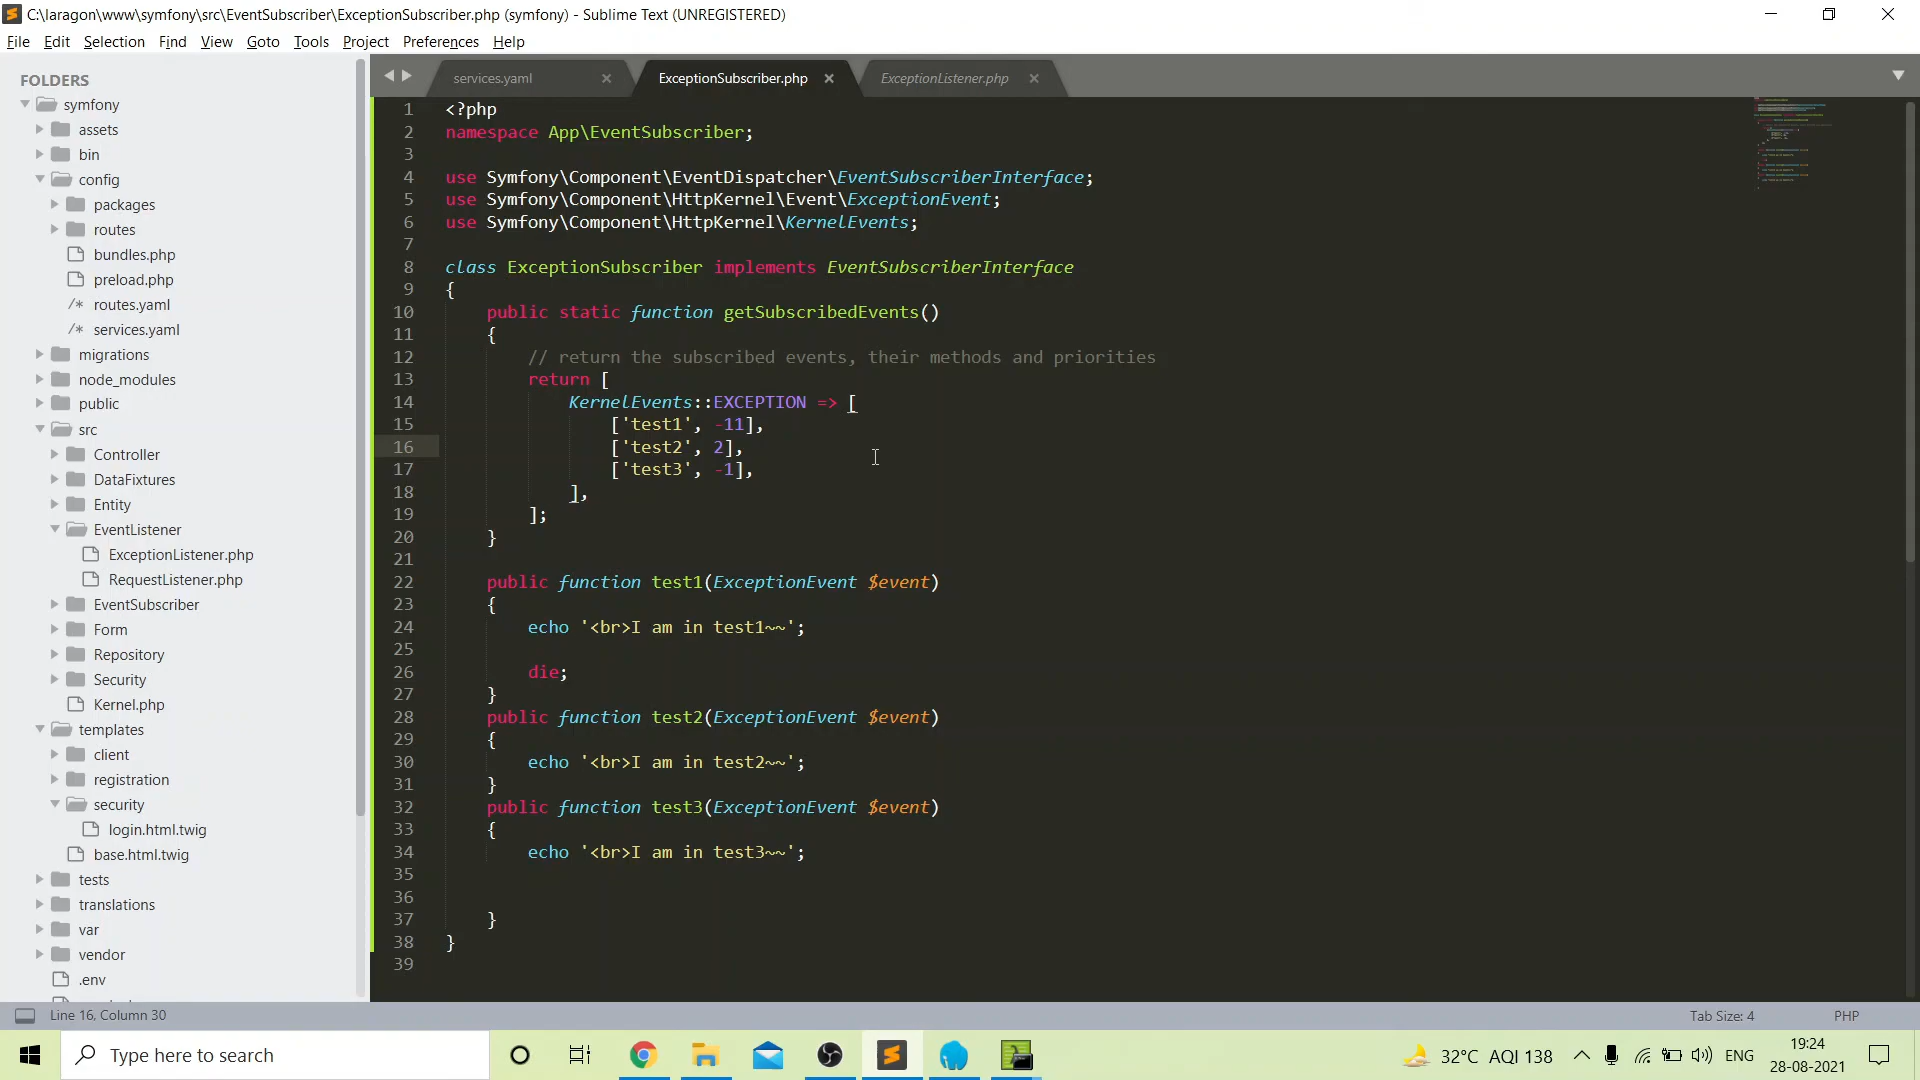 C:\laragon\www\symfony\src\EventSubscriber\ExceptionSubscriber.php (symfony) - Sublime Text (UNREGISTERED)
File Edit Selection Find View Goto Tools Project Preferences Help
FOLDERS
symfony
assets
bin
config
packages
routes
bundles.php
preload.php
/* routes.yaml
/* services.yaml
migrations
node_modules
public
src
Controller
DataFixtures
Entity
EventListener
ExceptionListener.php
RequestListener.php
EventSubscriber
Form
Repository
Security
Kernel.php
templates
client
registration
security
login.html.twig
base.html.twig
tests
translations
var
vendor
.env
services.yaml × ExceptionSubscriber.php × ExceptionListener.php ×
1 <?php
2 namespace App\EventSubscriber;
3
4 use Symfony\Component\EventDispatcher\EventSubscriberInterface;
5 use Symfony\Component\HttpKernel\Event\ExceptionEvent;
6 use Symfony\Component\HttpKernel\KernelEvents;
7
8 class ExceptionSubscriber implements EventSubscriberInterface
9 {
10 public static function getSubscribedEvents()
11 {
12 // return the subscribed events, their methods and priorities
13 return [
14 KernelEvents::EXCEPTION => [
15 ['test1', -11],
16 ['test2', 2],
17 ['test3', -1],
18 ],
19 ];
20 }
21
22 public function test1(ExceptionEvent $event)
23 {
24 echo '<br>I am in test1~~';
25
26 die;
27 }
28 public function test2(ExceptionEvent $event)
29 {
30 echo '<br>I am in test2~~';
31 }
32 public function test3(ExceptionEvent $event)
33 {
34 echo '<br>I am in test3~~';
35
36
37 }
38 }
39
Line 16, Column 30 Tab Size: 4 PHP
Type here to search
32°C AQI 138 ENG
19:24
28-08-2021